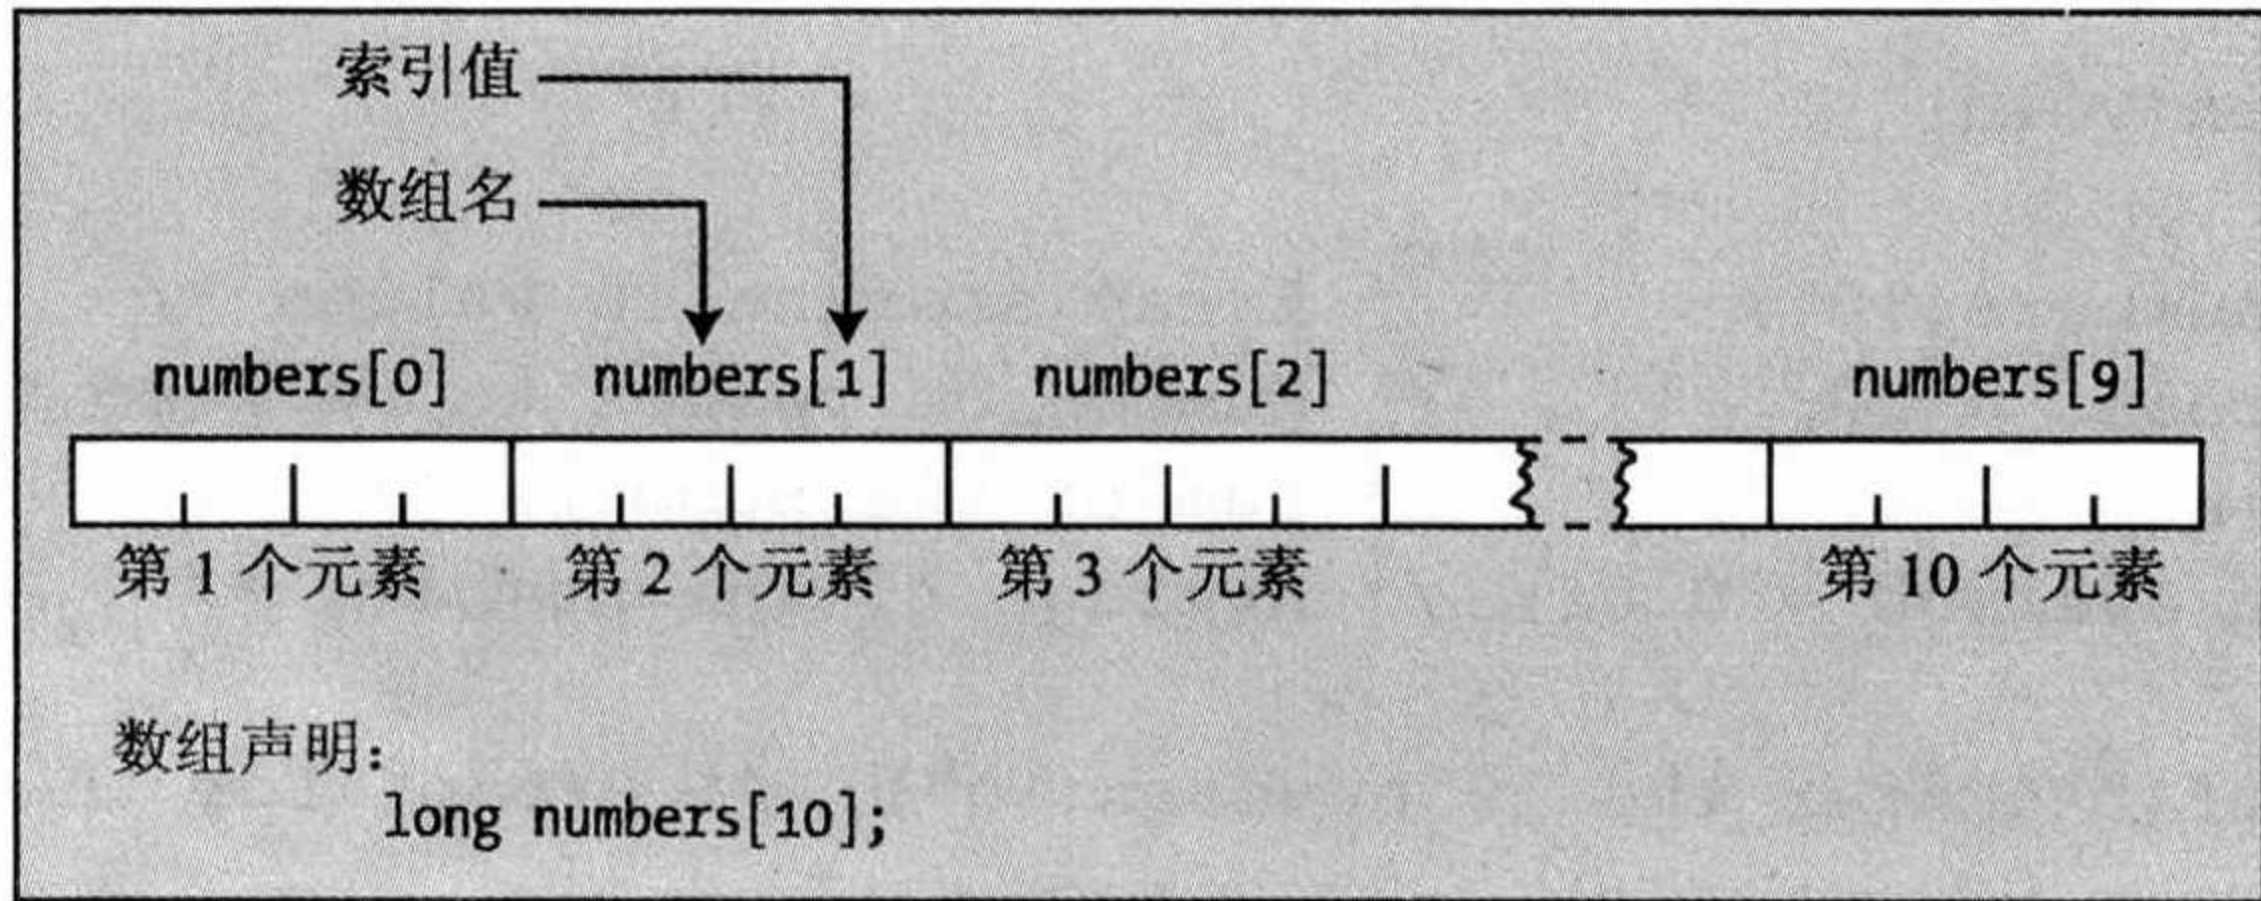 索引值
数组名
numbers[0] numbers[1] numbers[2] numbers[9]
第 1 个元素 第 2 个元素 第 3 个元素 第 10 个元素
数组声明:
long numbers[10];